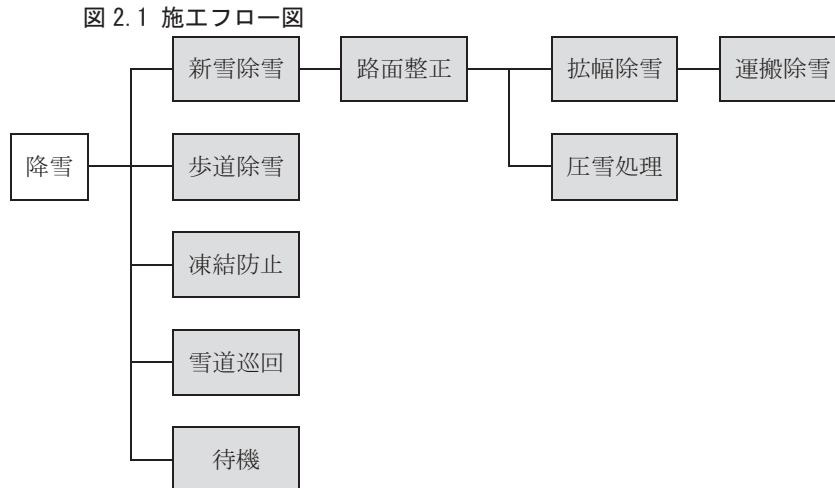 図 2.1 施工フロー図
新雪除雪
路面整正
拡幅除雪
運搬除雪
降雪
歩道除雪
圧雪処理
凍結防止
雪道巡回
待機